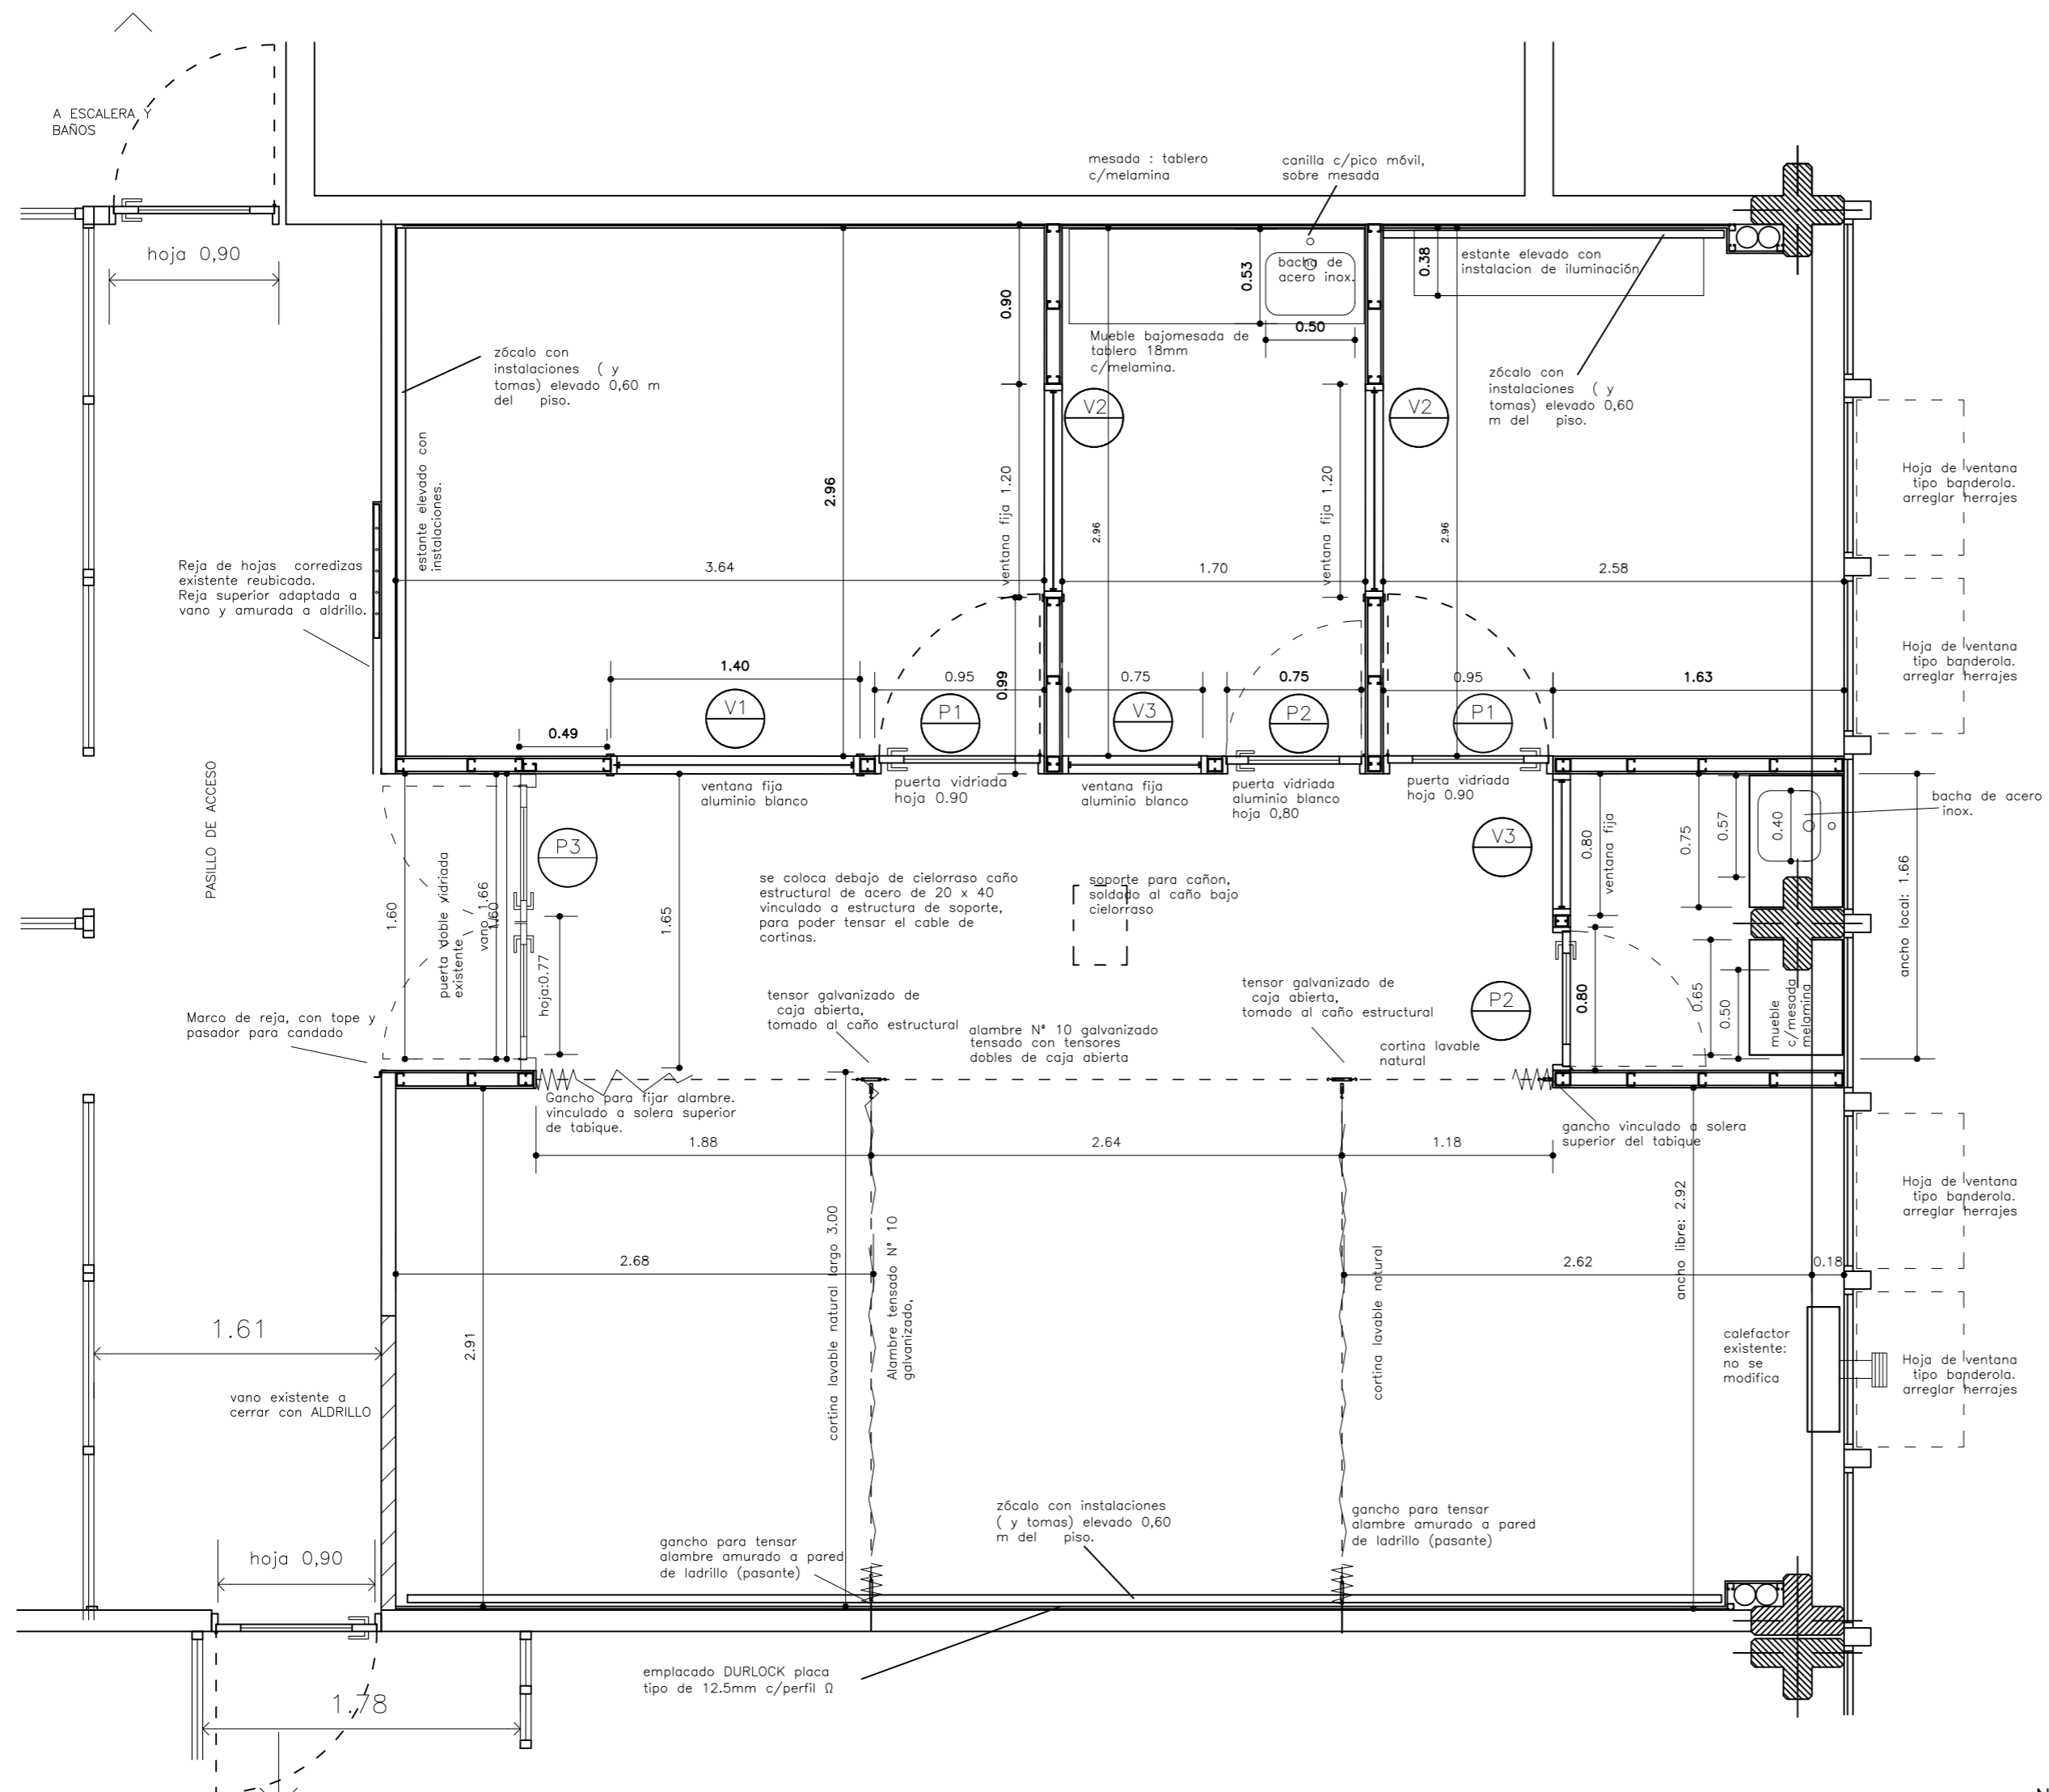 A ESCALERA Y
BAÑOS
hoja 0,90
mesada : tablero
c/melamina
canilla c/pico móvil,
sobre mesada
bacha de
acero inox.
0.53
0.50
0.38
estante elevado con
instalacion de iluminación
Mueble bajomesada de
tablero 18mm
c/melamina.
zócalo con
instalaciones ( y
tomas) elevado 0,60 m
del piso.
0.90
zócalo con
instalaciones ( y
tomas) elevado 0,60
m del piso.
V2
V2
estante elevado con
instalaciones.
2.96
ventana fija 1.20
2.96
ventana fija 1.20
2.96
Hoja de ventana
tipo banderola.
arreglar herrajes
Reja de hojas corredizas
existente reubicada.
Reja superior adaptada a
vano y amurada a aldrillo.
3.64
1.70
2.58
Hoja de ventana
tipo banderola.
arreglar herrajes
1.40
0.95
0.99
0.75
0.75
0.95
1.63
V1
P1
V3
P2
P1
0.49
PASILLO DE ACCESO
ventana fija
aluminio blanco
puerta vidriada
hoja 0.90
ventana fija
aluminio blanco
puerta vidriada
aluminio blanco
hoja 0,80
puerta vidriada
hoja 0.90
bacha de acero
inox.
P3
V3
0.80
ventana fija
0.75
0.57
0.40
1.60
puerta doble vidriada
existente
vano 1.66
1.60
hoja:0.77
1.65
se coloca debajo de cielorraso caño
estructural de acero de 20 x 40
vinculado a estructura de soporte,
para poder tensar el cable de
cortinas.
soporte para cañon,
soldado al caño bajo
cielorraso
ancho local: 1.66
P2
0.80
0.65
0.50
mueble
c/mesada
melamina
Marco de reja, con tope y
pasador para candado
tensor galvanizado de
caja abierta,
tomado al caño estructural
alambre Nº 10 galvanizado
tensado con tensores
dobles de caja abierta
tensor galvanizado de
caja abierta,
tomado al caño estructural
cortina lavable
natural
Gancho para fijar alambre.
vinculado a solera superior
de tabique.
gancho vinculado a solera
superior del tabique
1.88
2.64
1.18
Hoja de ventana
tipo banderola.
arreglar herrajes
2.68
cortina lavable natural largo 3.00
Alambre tensado Nº 10
galvanizado,
cortina lavable natural
ancho libre: 2.92
2.62
0.18
2.91
1.61
calefactor
existente:
no se
modifica
Hoja de ventana
tipo banderola.
arreglar herrajes
vano existente a
cerrar con ALDRILLO
zócalo con instalaciones
( y tomas) elevado 0,60
m del piso.
gancho para tensar
alambre amurado a pared
de ladrillo (pasante)
gancho para tensar
alambre amurado a pared
de ladrillo (pasante)
hoja 0,90
emplacado DURLOCK placa
tipo de 12.5mm c/perfil Ω
1.78